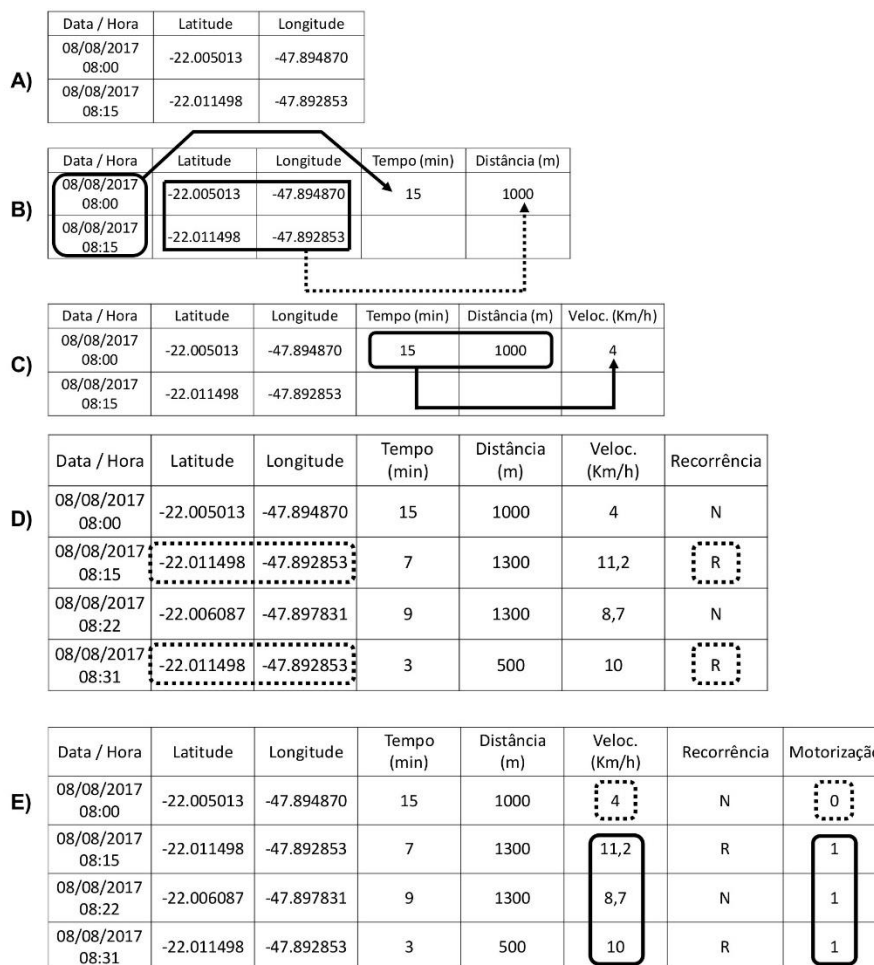 A)
Data / Hora Latitude Longitude
08/08/2017 08:00 -22.005013 -47.894870
08/08/2017 08:15 -22.011498 -47.892853
B)
Data / Hora Latitude Longitude Tempo (min) Distância (m)
08/08/2017 08:00 -22.005013 -47.894870 15 1000
08/08/2017 08:15 -22.011498 -47.892853
C)
Data / Hora Latitude Longitude Tempo (min) Distância (m) Veloc. (Km/h)
08/08/2017 08:00 -22.005013 -47.894870 15 1000 4
08/08/2017 08:15 -22.011498 -47.892853
D)
Data / Hora Latitude Longitude Tempo (min) Distância (m) Veloc. (Km/h) Recorrência
08/08/2017 08:00 -22.005013 -47.894870 15 1000 4 N
08/08/2017 08:15 -22.011498 -47.892853 7 1300 11,2 R
08/08/2017 08:22 -22.006087 -47.897831 9 1300 8,7 N
08/08/2017 08:31 -22.011498 -47.892853 3 500 10 R
E)
Data / Hora Latitude Longitude Tempo (min) Distância (m) Veloc. (Km/h) Recorrência Motorização
08/08/2017 08:00 -22.005013 -47.894870 15 1000 4 N 0
08/08/2017 08:15 -22.011498 -47.892853 7 1300 11,2 R 1
08/08/2017 08:22 -22.006087 -47.897831 9 1300 8,7 N 1
08/08/2017 08:31 -22.011498 -47.892853 3 500 10 R 1